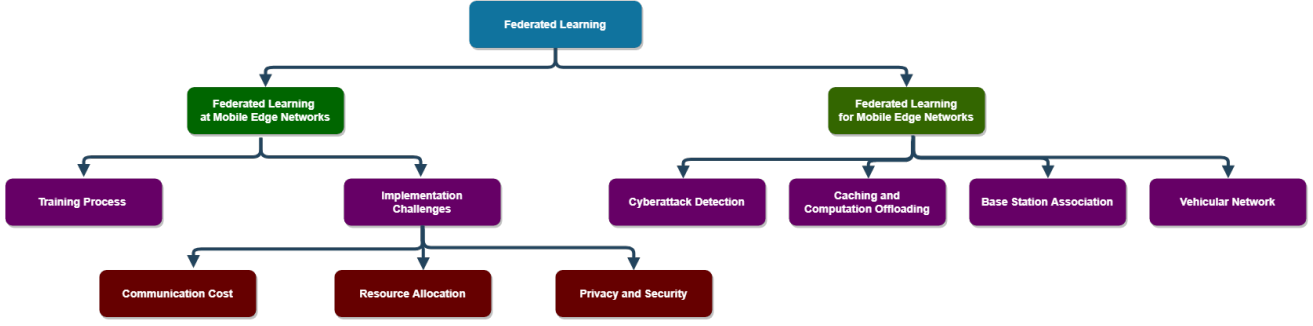 Federated Learning
Federated Learning
at Mobile Edge Networks
Federated Learning
for Mobile Edge Networks
Training Process
Implementation
Challenges
Cyberattack Detection
Caching and
Computation Offloading
Base Station Association
Vehicular Network
Communication Cost
Resource Allocation
Privacy and Security